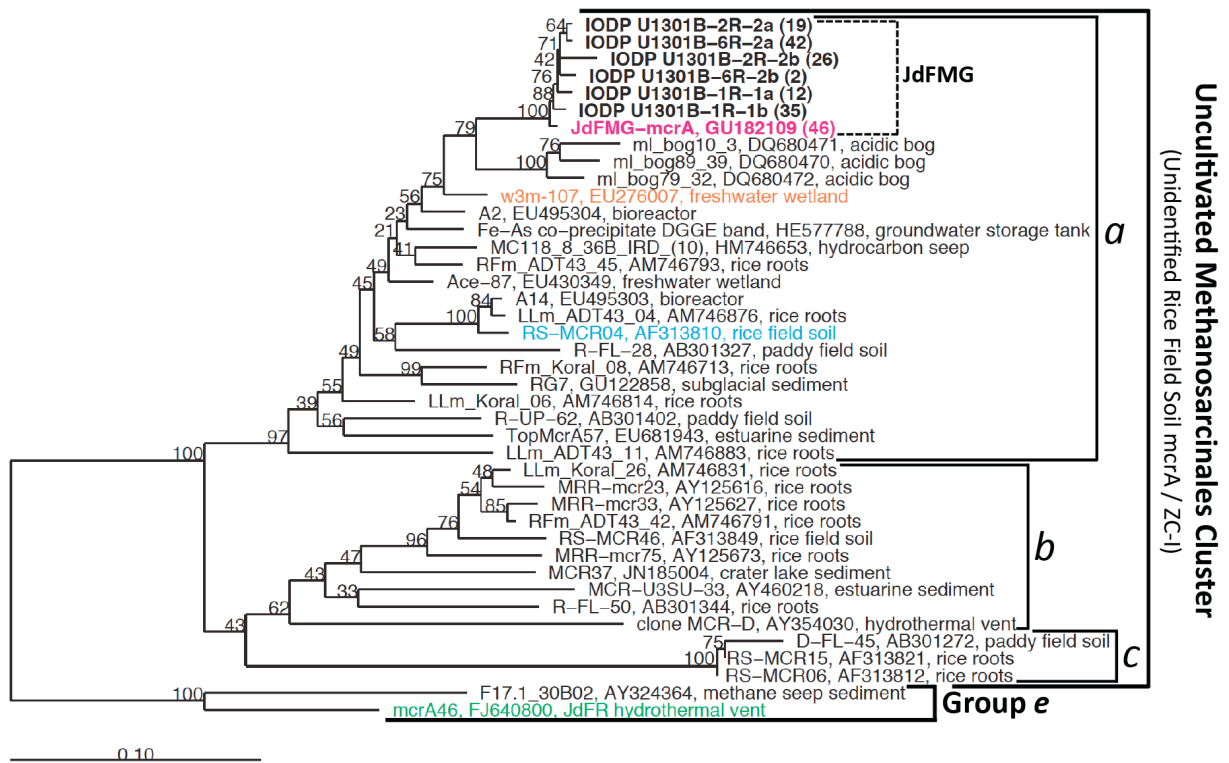 64 IODP U1301B−2R−2a (19)
71 IODP U1301B−6R−2a (42)
42 IODP U1301B−2R−2b (26)
76 IODP U1301B−6R−2b (2)
JdFMG
88 IODP U1301B−1R−1a (12)
100 IODP U1301B−1R−1b (35)
79 JdFMG−mcrA, GU182109 (46)
76 ml_bog10_3, DQ680471, acidic bog
100 ml_bog89_39, DQ680470, acidic bog
75 ml_bog79_32, DQ680472, acidic bog
56 w3m-107, EU276007, freshwater wetland
23 A2, EU495304, bioreactor
21 Fe−As co−precipitate DGGE band, HE577788, groundwater storage tank
a
41 MC118_8_36B_IRD_(10), HM746653, hydrocarbon seep
49 RFm_ADT43_45, AM746793, rice roots
45 Ace−87, EU430349, freshwater wetland
84 A14, EU495303, bioreactor
100 LLm_ADT43_04, AM746876, rice roots
58 RS−MCR04, AF313810, rice field soil
49 R−FL−28, AB301327, paddy field soil
99 RFm_Koral_08, AM746713, rice roots
55 RG7, GU122858, subglacial sediment
39 LLm_Koral_06, AM746814, rice roots
56 R−UP−62, AB301402, paddy field soil
97 TopMcrA57, EU681943, estuarine sediment
100 LLm_ADT43_11, AM746883, rice roots
48 LLm_Koral_26, AM746831, rice roots
54 MRR−mcr23, AY125616, rice roots
85 MRR−mcr33, AY125627, rice roots
76 RFm_ADT43_42, AM746791, rice roots
96 RS−MCR46, AF313849, rice field soil
b
47 MRR−mcr75, AY125673, rice roots
43 MCR37, JN185004, crater lake sediment
33 MCR−U3SU−33, AY460218, estuarine sediment
62 R−FL−50, AB301344, rice roots
43 clone MCR−D, AY354030, hydrothermal vent
75 D−FL−45, AB301272, paddy field soil
100 RS−MCR15, AF313821, rice roots
c
RS−MCR06, AF313812, rice roots
100 F17.1_30B02, AY324364, methane seep sediment
mcrA46, FJ640800, JdFR hydrothermal vent
Group e
0.10
Uncultivated Methanosarcinales Cluster
(Unidentified Rice Field Soil mcrA / ZC-I)